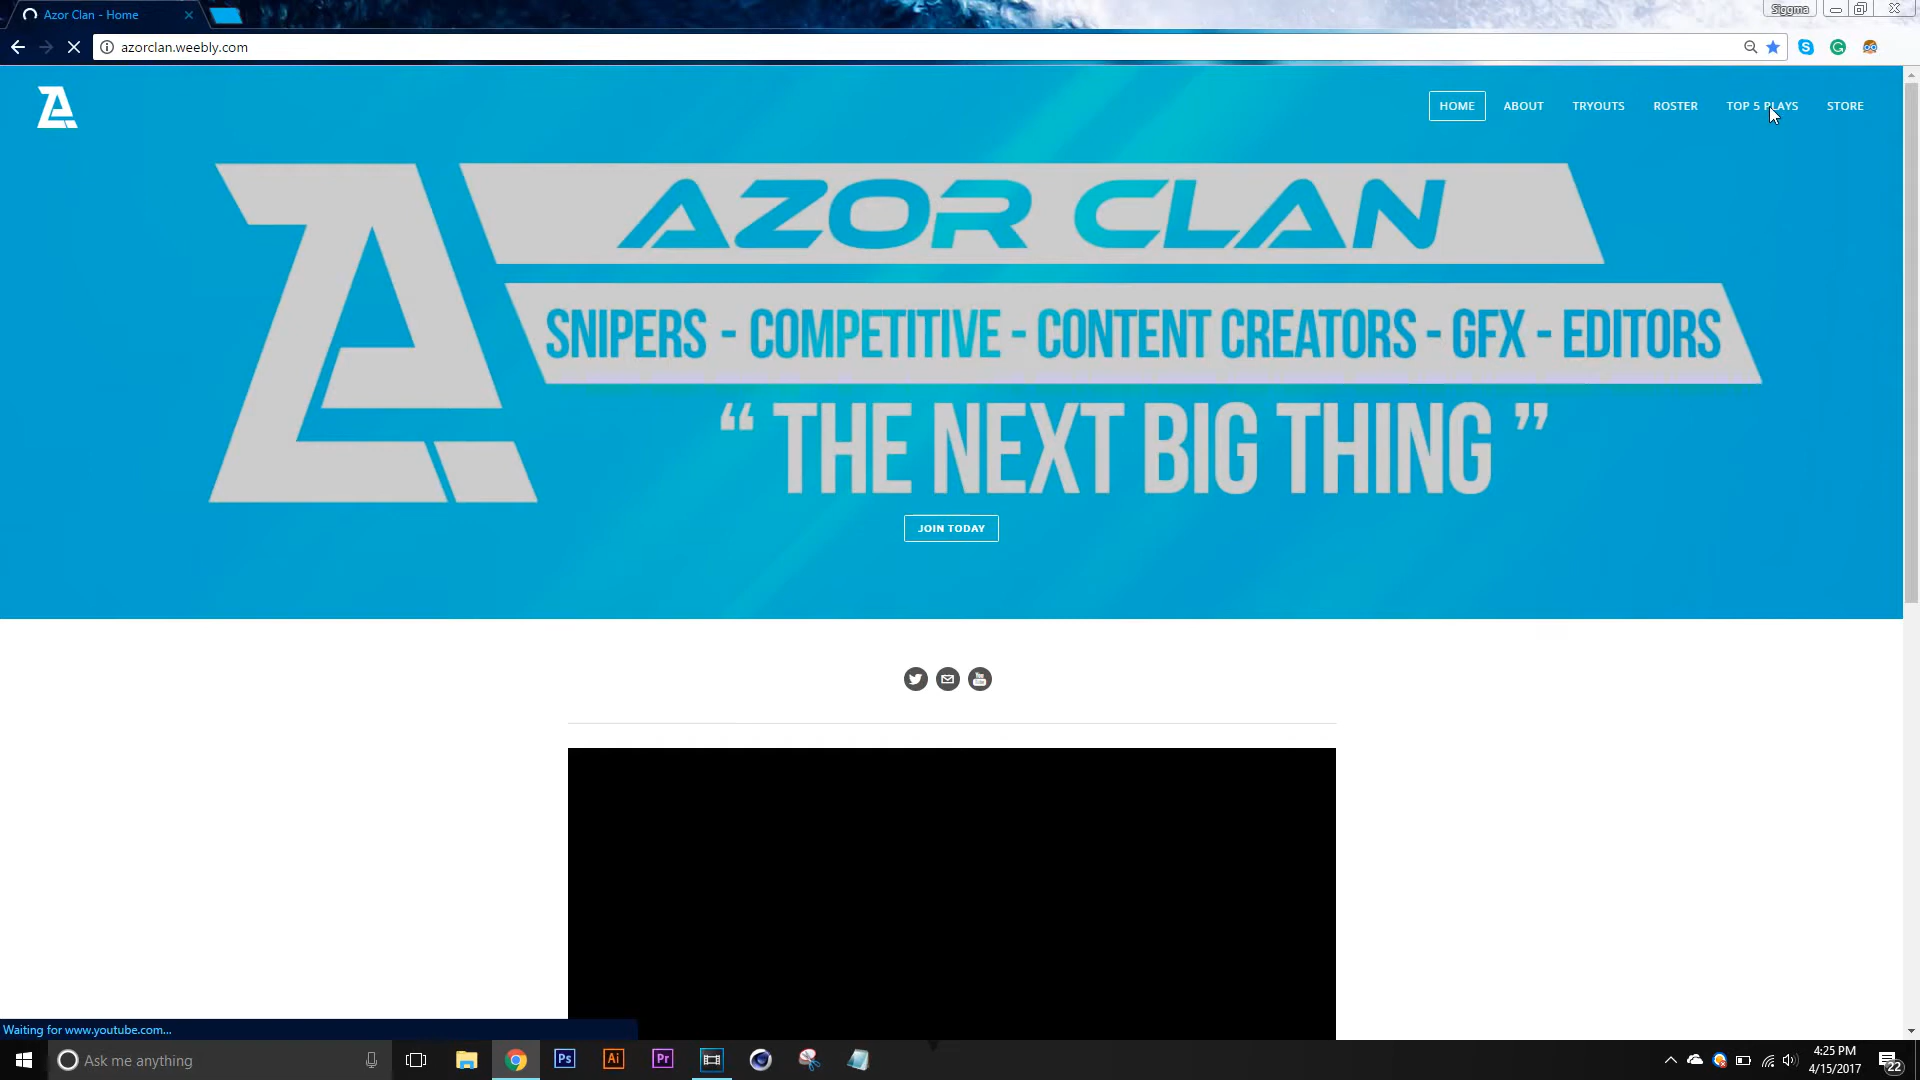 Azor Clan - Home
Siggma
azorclan.weebly.com
HOME ABOUT TRYOUTS ROSTER TOP 5 PLAYS STORE
AZOR CLAN
SNIPERS - COMPETITIVE - CONTENT CREATORS - GFX - EDITORS
“ THE NEXT BIG THING ”
JOIN TODAY
You
Waiting for www.youtube.com...
Ask me anything
Ps
Ai
Pr
4:25 PM
4/15/2017
22